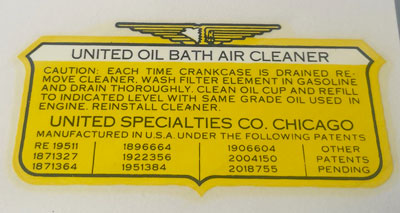 UNITED OIL BATH AIR CLEANER
CAUTION: EACH TIME CRANKCASE IS DRAINED RE-
MOVE CLEANER. WASH FILTER ELEMENT IN GASOLINE
AND DRAIN THOROUGHLY. CLEAN OIL CUP AND REFILL
TO INDICATED LEVEL WITH SAME GRADE OIL USED IN
ENGINE. REINSTALL CLEANER.
UNITED SPECIALTIES CO. CHICAGO
MANUFACTURED IN U.S.A. UNDER THE FOLLOWING PATENTS
RE 19511 1896664 1906604 OTHER
1871327 1922356 2004150 PATENTS
1871364 1951384 2018755 PENDING